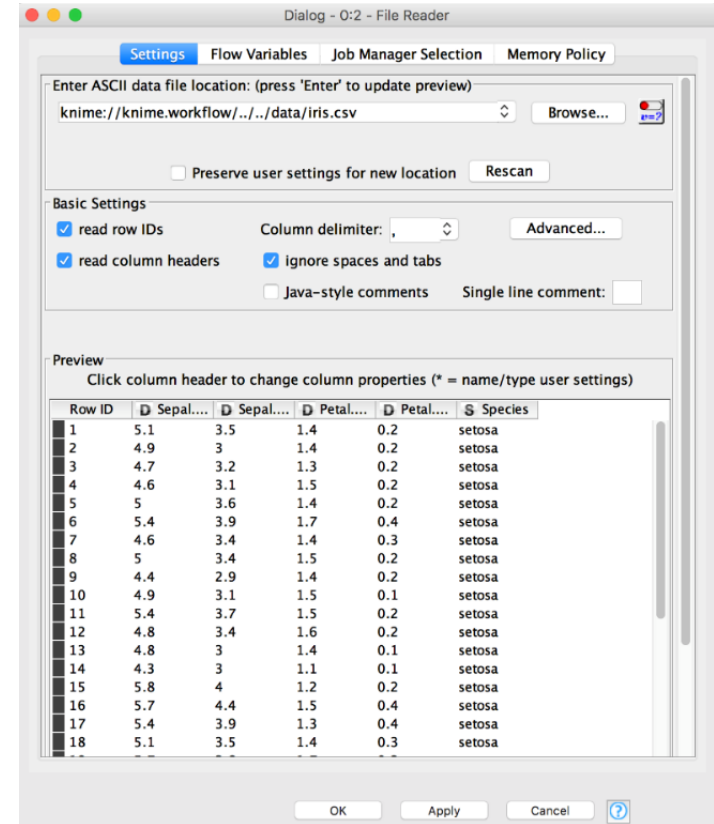 Dialog - 0:2 - File Reader
Settings Flow Variables Job Manager Selection Memory Policy
Enter ASCII data file location: (press 'Enter' to update preview)
knime://knime.workflow/../../data/iris.csv Browse... v=?
Preserve user settings for new location Rescan
Basic Settings
read row IDs Column delimiter: , Advanced...
read column headers ignore spaces and tabs
Java-style comments Single line comment:
Preview
Click column header to change column properties (* = name/type user settings)
Row ID D Sepal.... D Sepal.... D Petal.... D Petal.... S Species
1 5.1 3.5 1.4 0.2 setosa
2 4.9 3 1.4 0.2 setosa
3 4.7 3.2 1.3 0.2 setosa
4 4.6 3.1 1.5 0.2 setosa
5 5 3.6 1.4 0.2 setosa
6 5.4 3.9 1.7 0.4 setosa
7 4.6 3.4 1.4 0.3 setosa
8 5 3.4 1.5 0.2 setosa
9 4.4 2.9 1.4 0.2 setosa
10 4.9 3.1 1.5 0.1 setosa
11 5.4 3.7 1.5 0.2 setosa
12 4.8 3.4 1.6 0.2 setosa
13 4.8 3 1.4 0.1 setosa
14 4.3 3 1.1 0.1 setosa
15 5.8 4 1.2 0.2 setosa
16 5.7 4.4 1.5 0.4 setosa
17 5.4 3.9 1.3 0.4 setosa
18 5.1 3.5 1.4 0.3 setosa
OK Apply Cancel ?